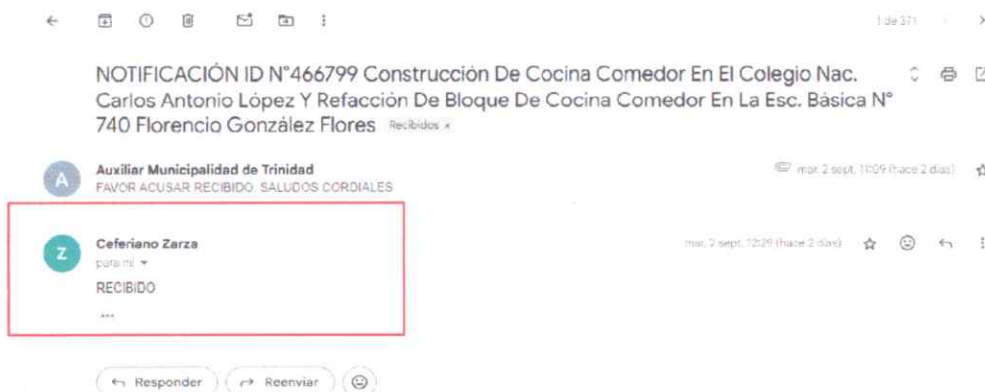 1 de 371
NOTIFICACIÓN ID N°466799 Construcción De Cocina Comedor En El Colegio Nac.
Carlos Antonio López Y Refacción De Bloque De Cocina Comedor En La Esc. Básica N°
740 Florencio González Flores Recibidos x
A
Auxiliar Municipalidad de Trinidad mar, 2 sept, 11:09 (hace 2 días)
FAVOR ACUSAR RECIBIDO. SALUDOS CORDIALES
Z
Ceferiano Zarza mar, 2 sept, 12:29 (hace 2 días)
para mí
RECIBIDO
...
Responder Reenviar